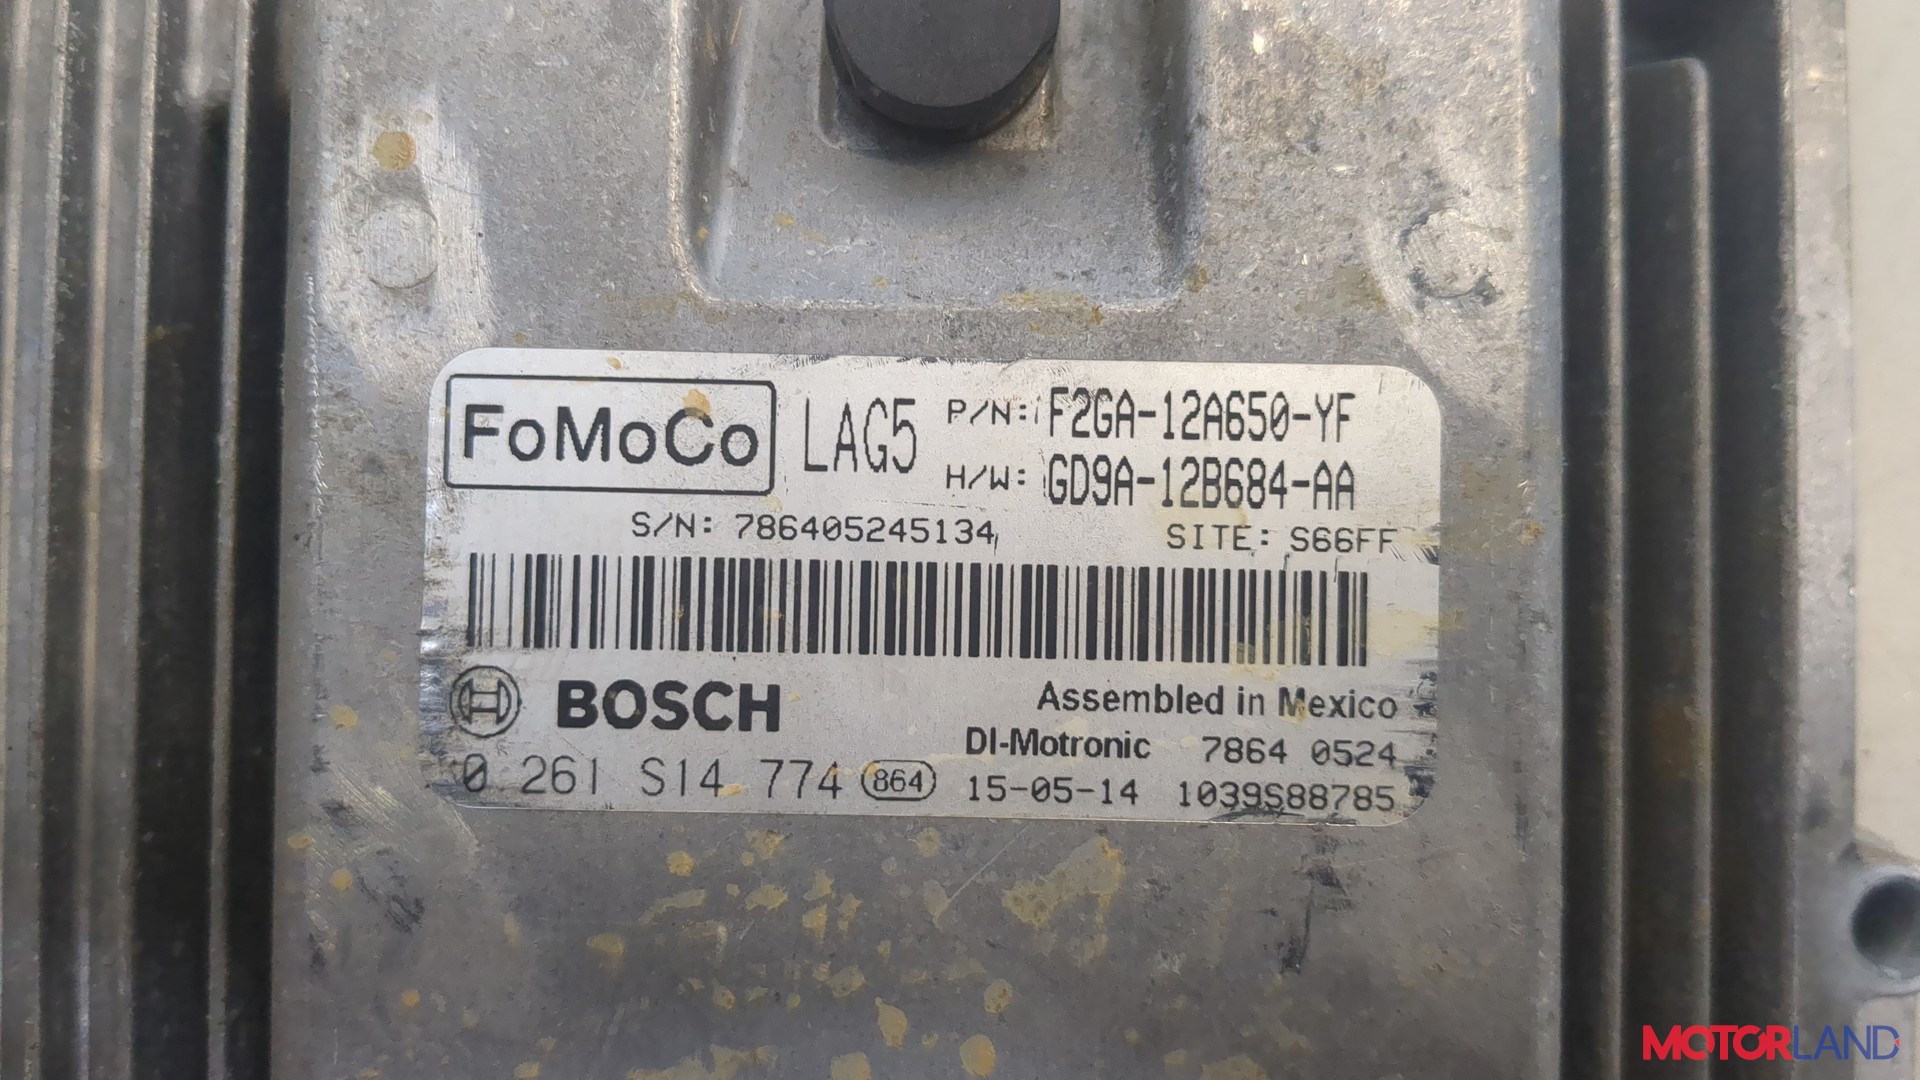 FoMoCo LAG5 P/N: F2GA-12A650-YF
H/W: GD9A-12B684-AA
S/N: 786405245134 SITE: S66FF
BOSCH Assembled in Mexico
DI-Motronic 7864 0524
0 261 S14 774 864 15-05-14 1039S88785
MOTORLAND